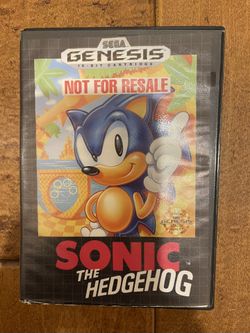 SEGA
GENESIS
16-BIT CARTRIDGE
NOT FOR RESALE
SONIC
THE
HEDGEHOG